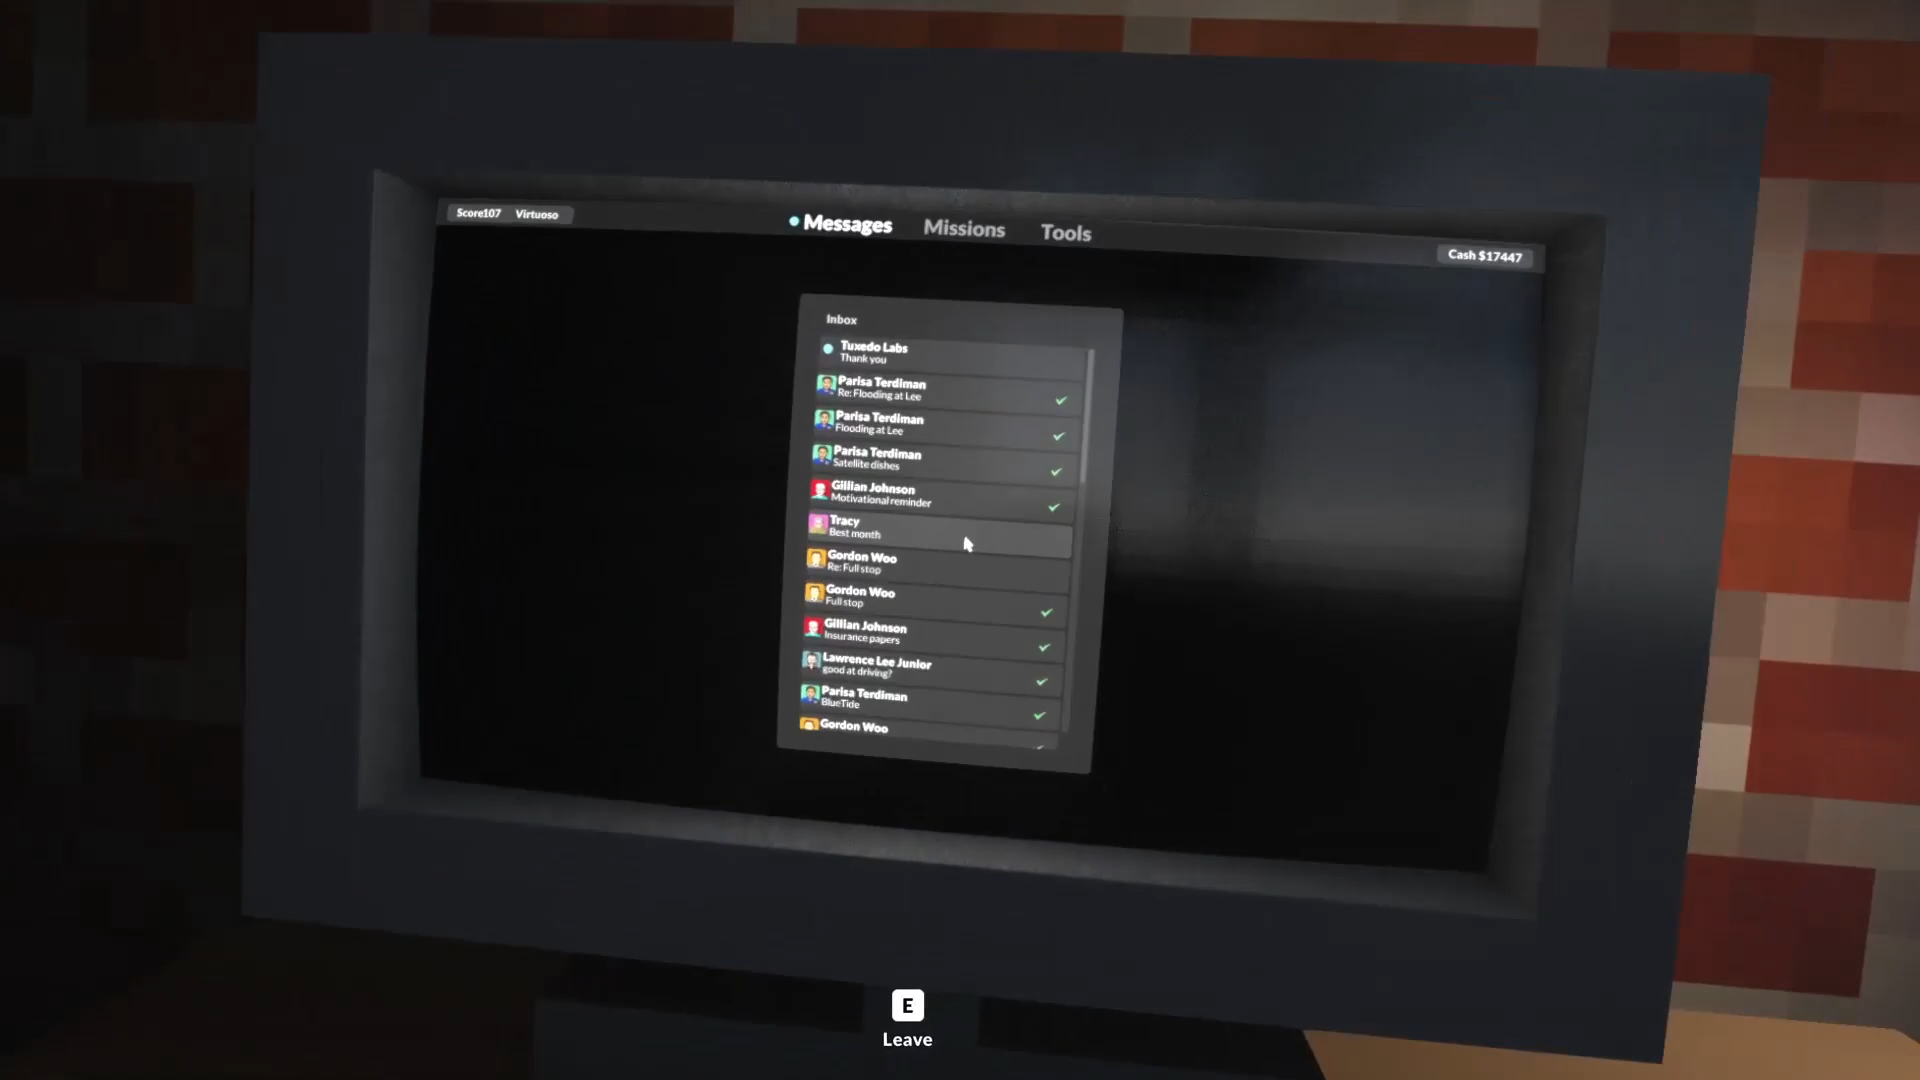 Score107 Virtuoso
Messages Missions Tools
Cash $17447
Inbox
Tuxedo Labs
Thank you
Parisa Terdiman
Re: Flooding at Lee
Parisa Terdiman
Flooding at Lee
Parisa Terdiman
Satellite dishes
Gillian Johnson
Motivational reminder
Tracy
Best month
Gordon Woo
Re: Full stop
Gordon Woo
Full stop
Gillian Johnson
Insurance papers
Lawrence Lee Junior
good at driving?
Parisa Terdiman
BlueTide
Gordon Woo
E
Leave